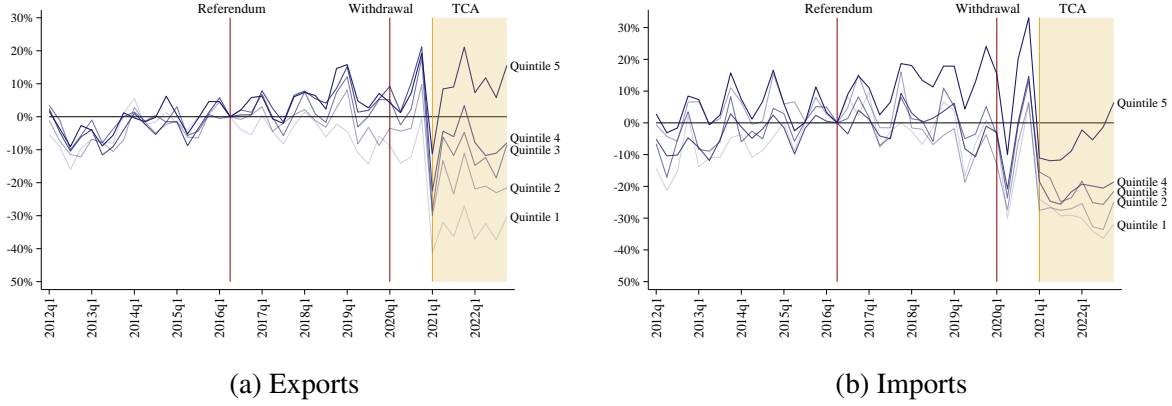 Referendum Withdrawal TCA
30%
20%
10%
0%
-10%
-20%
-30%
-40%
50%
Quintile 5
Quintile 4
Quintile 3
Quintile 2
Quintile 1
2012q1
2013q1
2014q1
2015q1
2016q1
2017q1
2018q1
2019q1
2020q1
2021q1
2022q1
(a) Exports
Referendum Withdrawal TCA
30%
20%
10%
0%
-10%
-20%
-30%
-40%
50%
Quintile 5
Quintile 4
Quintile 3
Quintile 2
Quintile 1
2012q1
2013q1
2014q1
2015q1
2016q1
2017q1
2018q1
2019q1
2020q1
2021q1
2022q1
(b) Imports